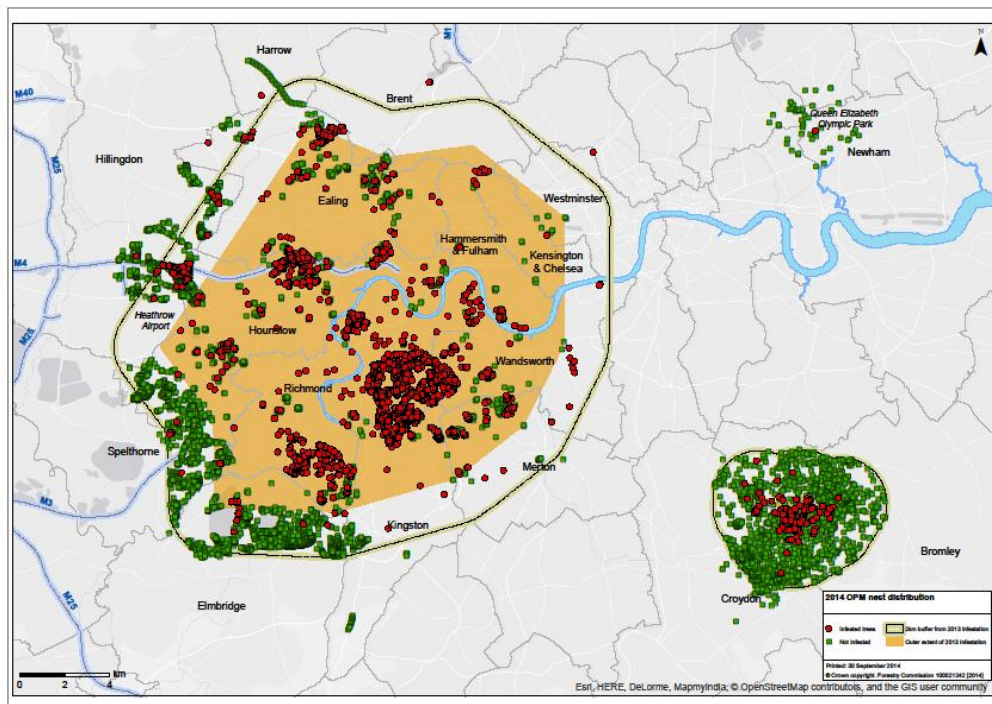 Harrow
M1
N
Brent
M40
Queen Elizabeth
Olympic Park
Newham
Hillingdon
M25
Ealing
Westminster
Hammersmith
& Fulham
Kensington
& Chelsea
M4
Heathrow
Airport
Hounslow
M25
Wandsworth
Richmond
Spelthorne
Merton
M3
Kingston
Bromley
Croydon
Elmbridge
M25
2014 OPM nest distribution
Infested trees
2km buffer from 2013 infestation
Not infested
Outer extent of 2013 infestation
Printed: 30 September 2014
© Crown copyright. Forestry Commission 100021242 [2014]
km
0 2 4
Esri, HERE, DeLorme, MapmyIndia, © OpenStreetMap contributors, and the GIS user community